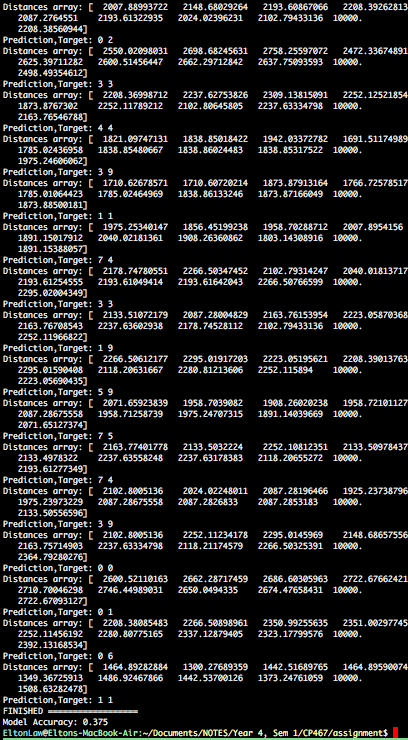 Distances array: [ 2007.88993722 2148.68029264 2193.60867066 2208.39262813
2087.2764551 2193.61322935 2024.02396231 2102.79433136 10000.
2208.38560944]
Prediction,Target: 0 2
Distances array: [ 2550.02098031 2698.68245631 2758.25597072 2472.33674891
2625.39711282 2600.51456447 2662.29712842 2637.75093593 10000.
2498.49354612]
Prediction,Target: 3 3
Distances array: [ 2208.36998712 2237.62753826 2309.13815091 2252.12521854
1873.8767302 2252.11789212 2102.80645805 2237.63334798 10000.
2163.76546788]
Prediction,Target: 4 4
Distances array: [ 1821.09747131 1838.85018422 1942.03372782 1691.51174989
1785.02436958 1838.85480667 1838.86024483 1838.85317522 10000.
1975.24606062]
Prediction,Target: 3 9
Distances array: [ 1710.62678571 1710.60720214 1873.87913164 1766.72578517
1785.01064423 1785.02464969 1838.86133246 1873.87166049 10000.
1873.88500181]
Prediction,Target: 1 1
Distances array: [ 1975.25340147 1856.45199238 1958.70288712 2007.8954156
1891.15017912 2040.02181361 1908.26360862 1803.14308916 10000.
1891.15388057]
Prediction,Target: 7 4
Distances array: [ 2178.74780551 2266.50347452 2102.79314247 2040.01813717
2193.61254555 2193.61049414 2193.61642043 2266.50766599 10000.
2295.02004349]
Prediction,Target: 3 3
Distances array: [ 2133.51072179 2087.28004829 2163.76153954 2223.05870368
2163.76708543 2237.63602938 2178.74528112 2102.79433136 10000.
2252.11966822]
Prediction,Target: 1 9
Distances array: [ 2266.50612177 2295.01917203 2223.05195621 2208.39013763
2295.01590408 2118.20631667 2280.81213606 2252.115894 10000.
2223.05690435]
Prediction,Target: 5 9
Distances array: [ 2071.65923839 1958.7039082 1908.26020238 1958.72101127
2087.28675558 1958.71258739 1975.24707315 1891.14039669 10000.
2071.65127374]
Prediction,Target: 7 5
Distances array: [ 2163.77401778 2133.5032224 2252.10812351 2133.50978437
2133.4978322 2237.63558248 2237.63178383 2118.20655272 10000.
2193.61277349]
Prediction,Target: 7 4
Distances array: [ 2102.8005136 2024.02248011 2087.28196466 1925.23738796
1975.23973229 2087.28675558 2087.2826833 2087.2853183 10000.
2133.50556596]
Prediction,Target: 3 9
Distances array: [ 2102.8005136 2252.11234178 2295.0145969 2148.68657556
2163.75714903 2237.63334798 2118.21174579 2266.50325391 10000.
2364.79280276]
Prediction,Target: 0 0
Distances array: [ 2600.52110163 2662.28717459 2686.60305963 2722.67662421
2710.70046298 2746.44989031 2650.0494335 2674.47658431 10000.
2722.67093127]
Prediction,Target: 0 1
Distances array: [ 2208.38085483 2266.50898961 2350.99255635 2351.00297745
2252.11456192 2280.80775165 2337.12879405 2323.17799576 10000.
2392.13168534]
Prediction,Target: 0 6
Distances array: [ 1464.89282884 1300.27689359 1442.51689765 1464.89590074
1349.36725913 1486.92467866 1442.53700126 1373.24761059 10000.
1508.63282478]
Prediction,Target: 1 1
FINISHED ==================
Model Accuracy: 0.375
EltonLaw@Eltons-MacBook-Air:~/Documents/NOTES/Year 4, Sem 1/CP467/assignment$